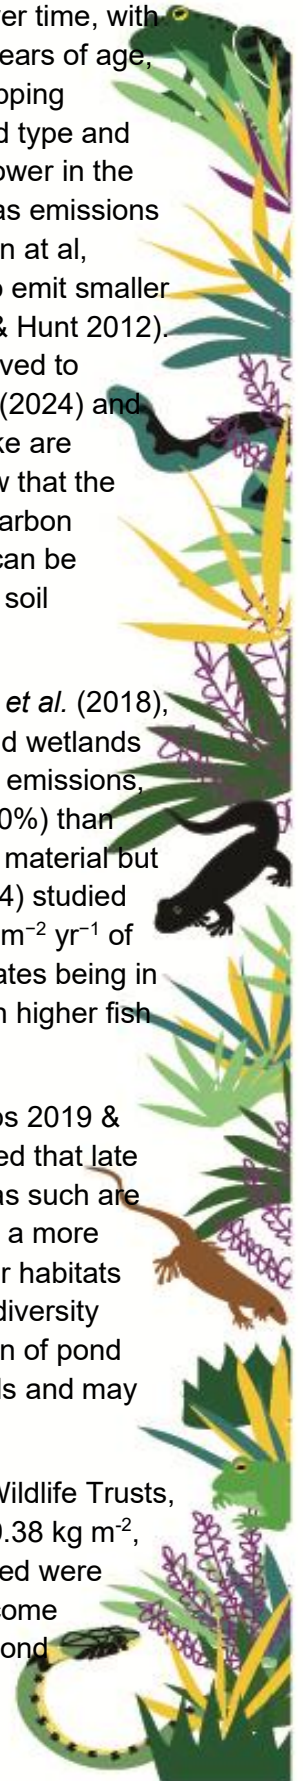 er time, with
ears of age,
pping
d type and
ower in the
as emissions
n at al,
o emit smaller
& Hunt 2012).
ved to
(2024) and
ke are
w that the
arbon
can be
soil
et al. (2018),
d wetlands
emissions,
0%) than
material but
4) studied
m⁻² yr⁻¹ of
ates being in
n higher fish
os 2019 &
ed that late
as such are
a more
r habitats
diversity
n of pond
ls and may
Wildlife Trusts,
0.38 kg m⁻²,
ed were
come
ond